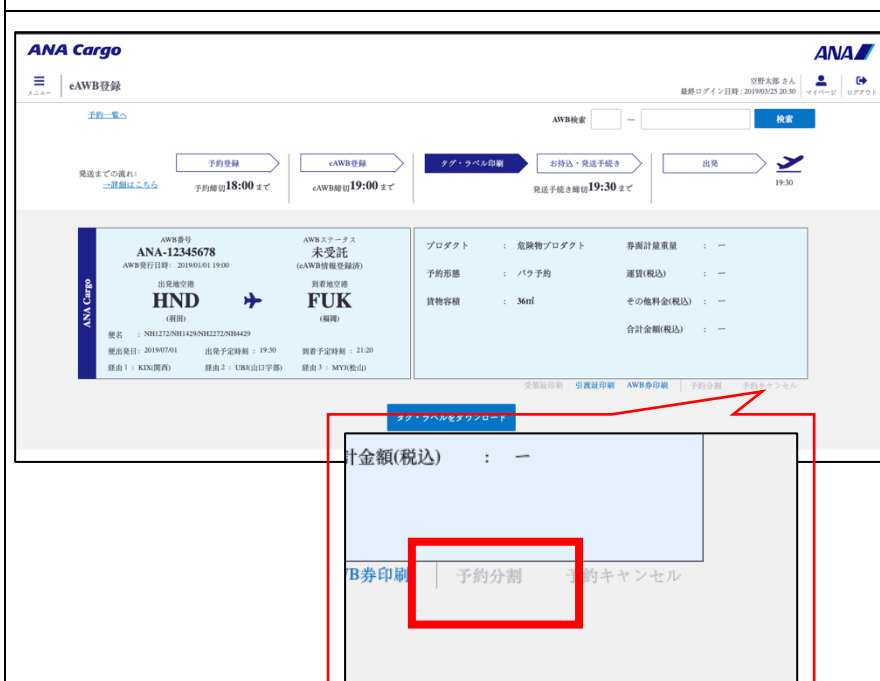 ANA Cargo
ANA
メニュー
eAWB登録
空野太郎 さん
最終ログイン日時 : 2019/03/25 20:30
マイページ
ログアウト
予約一覧へ
AWB検索
－
検索
発送までの流れ:
→詳細はこちら
予約登録
eAWB登録
タグ・ラベル印刷
お持込・発送手続き
出発
予約締切18:00 まで
eAWB締切19:00 まで
発送手続き締切19:30 まで
19:30
ANA Cargo
AWB番号
ANA-12345678
AWB発行日時: 2019/01/01 19:00
AWBステータス
未受託
(eAWB情報登録済)
出発地空港
HND
(羽田)
到着地空港
FUK
(福岡)
便名 : NH1272/NH1429/NH2272/NH4429
便出発日: 2019/07/01 出発予定時刻 : 19:30 到着予定時刻 : 21:20
経由 1 : KIX(関西) 経由 2 : UBJ(山口宇部) 経由 3 : MYJ(松山)
プロダクト : 危険物プロダクト
予約形態 : バラ予約
貨物容積 : 36㎥
券面計量重量 : ー
運賃(税込) : ー
その他料金(税込) : ー
合計金額(税込) : ー
受領証印刷 引渡証印刷 AWB券印刷 予約分割 予約キャンセル
タグ・ラベルをダウンロード
計金額(税込) : ー
B券印刷 予約分割 予約キャンセル